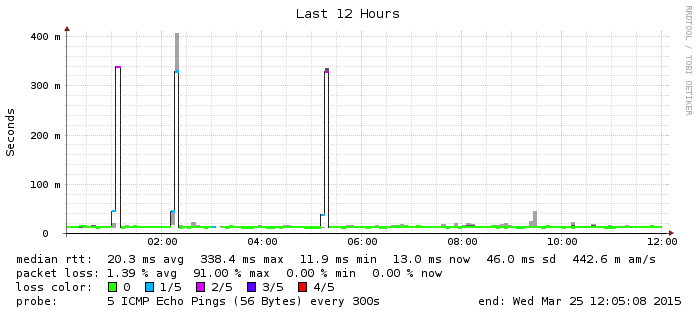 Last 12 Hours
RRDTOOL / TOBI OETIKER
Seconds
400 m
300 m
200 m
100 m
0
02:00 04:00 06:00 08:00 10:00 12:00
median rtt: 20.3 ms avg 338.4 ms max 11.9 ms min 13.0 ms now 46.0 ms sd 442.6 m am/s
packet loss: 1.39 % avg 91.00 % max 0.00 % min 0.00 % now
loss color: 0 1/5 2/5 3/5 4/5
probe: 5 ICMP Echo Pings (56 Bytes) every 300s end: Wed Mar 25 12:05:08 2015